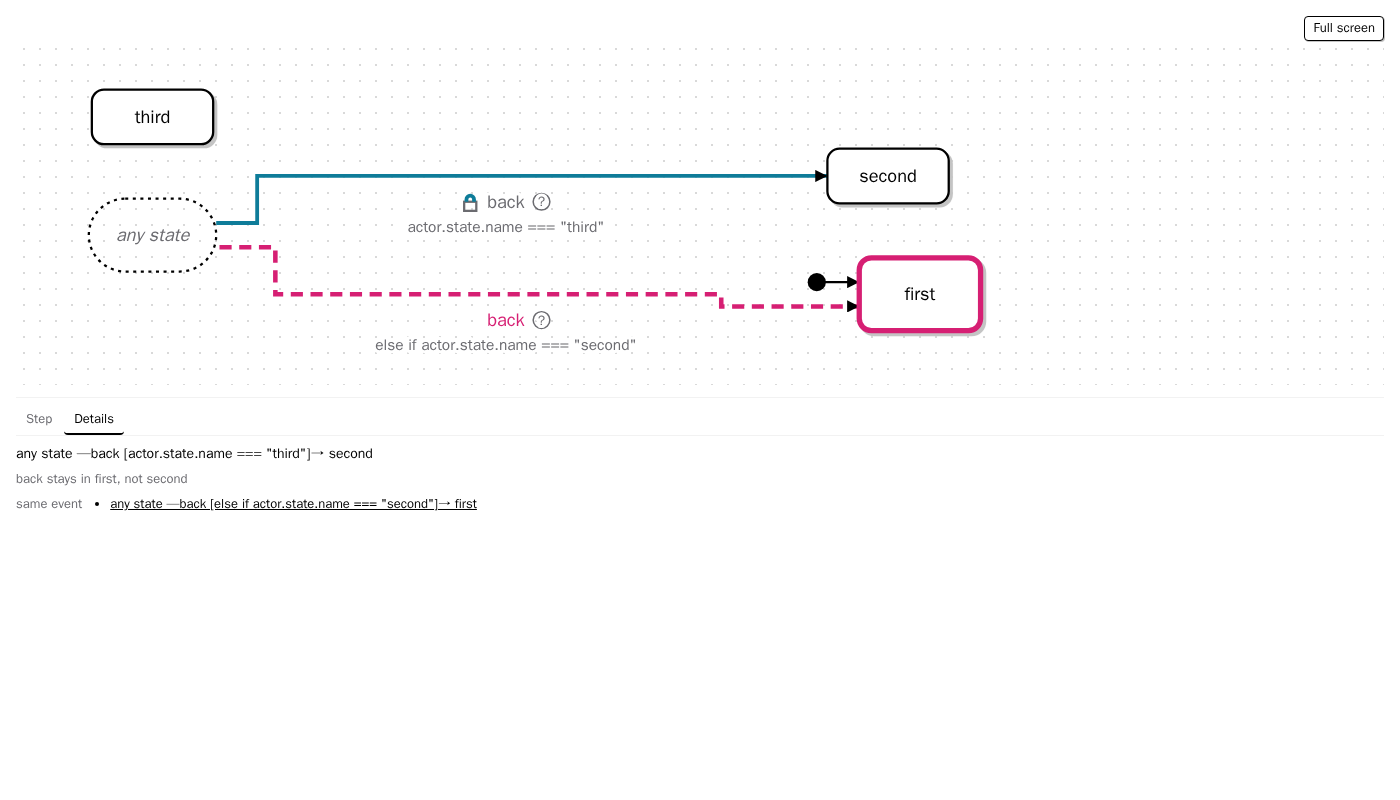 Full screen
third
second
back ?
actor.state.name === "third"
any state
first
back ?
else if actor.state.name === "second"
Step Details
any state —back [actor.state.name === "third"]→ second
back stays in first, not second
same event • any state —back [else if actor.state.name === "second"]→ first